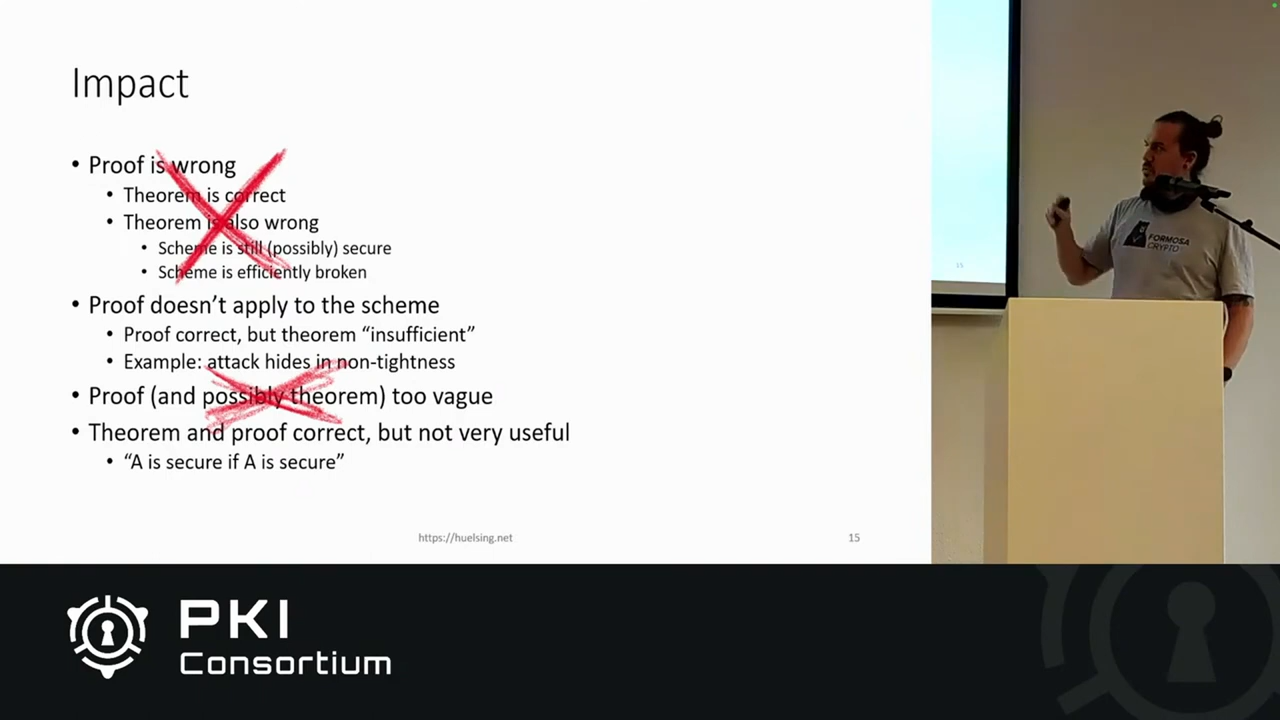 Impact
• Proof is wrong
• Theorem is correct
• Theorem is also wrong
• Scheme is still (possibly) secure
• Scheme is efficiently broken
• Proof doesn’t apply to the scheme
• Proof correct, but theorem “insufficient”
• Example: attack hides in non-tightness
• Proof (and possibly theorem) too vague
• Theorem and proof correct, but not very useful
• “A is secure if A is secure”
https://huelsing.net
15
15
FORMOSA
CRYPTO
PKI
Consortium